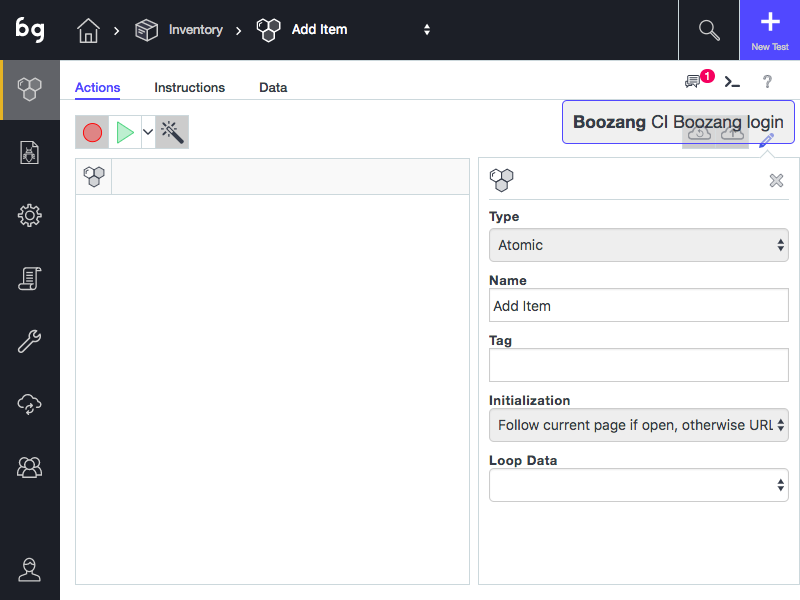 bg
Inventory
Add Item
New Test
Actions
Instructions
Data
1
?
Boozang CI Boozang login
Type
Atomic
Name
Add Item
Tag
Initialization
Follow current page if open, otherwise URL
Loop Data